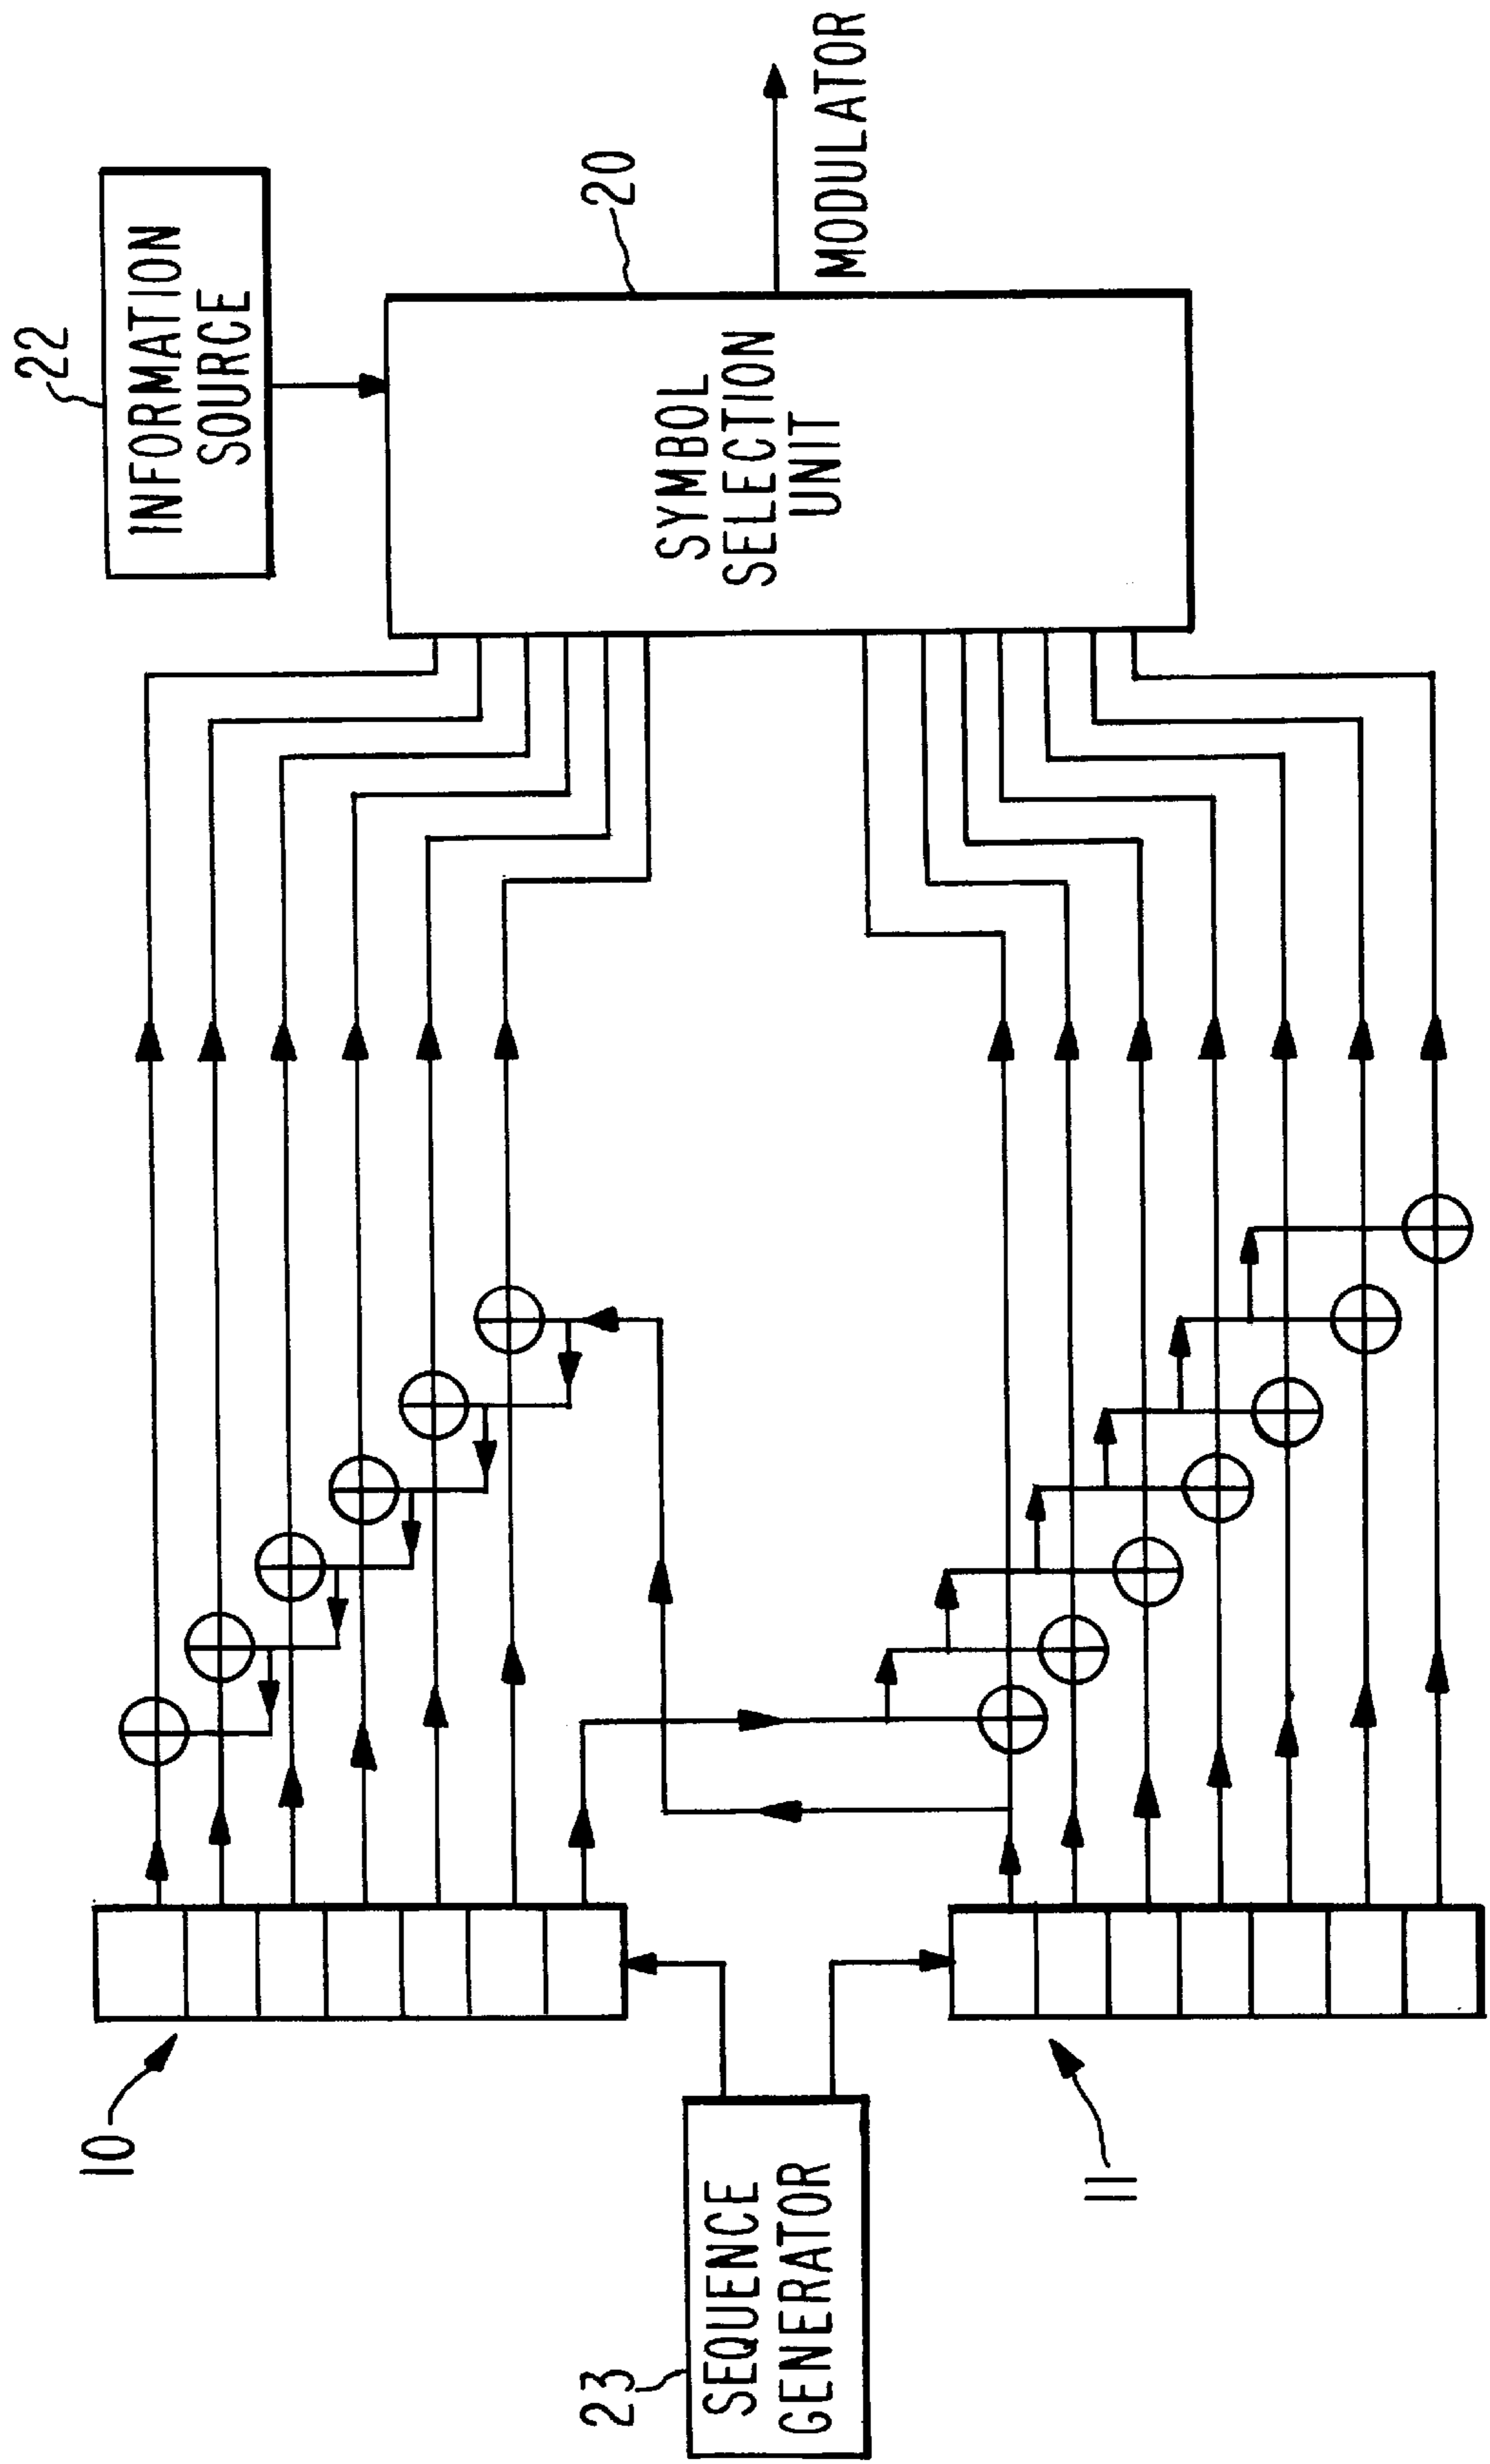 22
INFORMATION
SOURCE
20
SYMBOL
SELECTION
UNIT
MODULATOR
10
11
23
SEQUENCE
GENERATOR